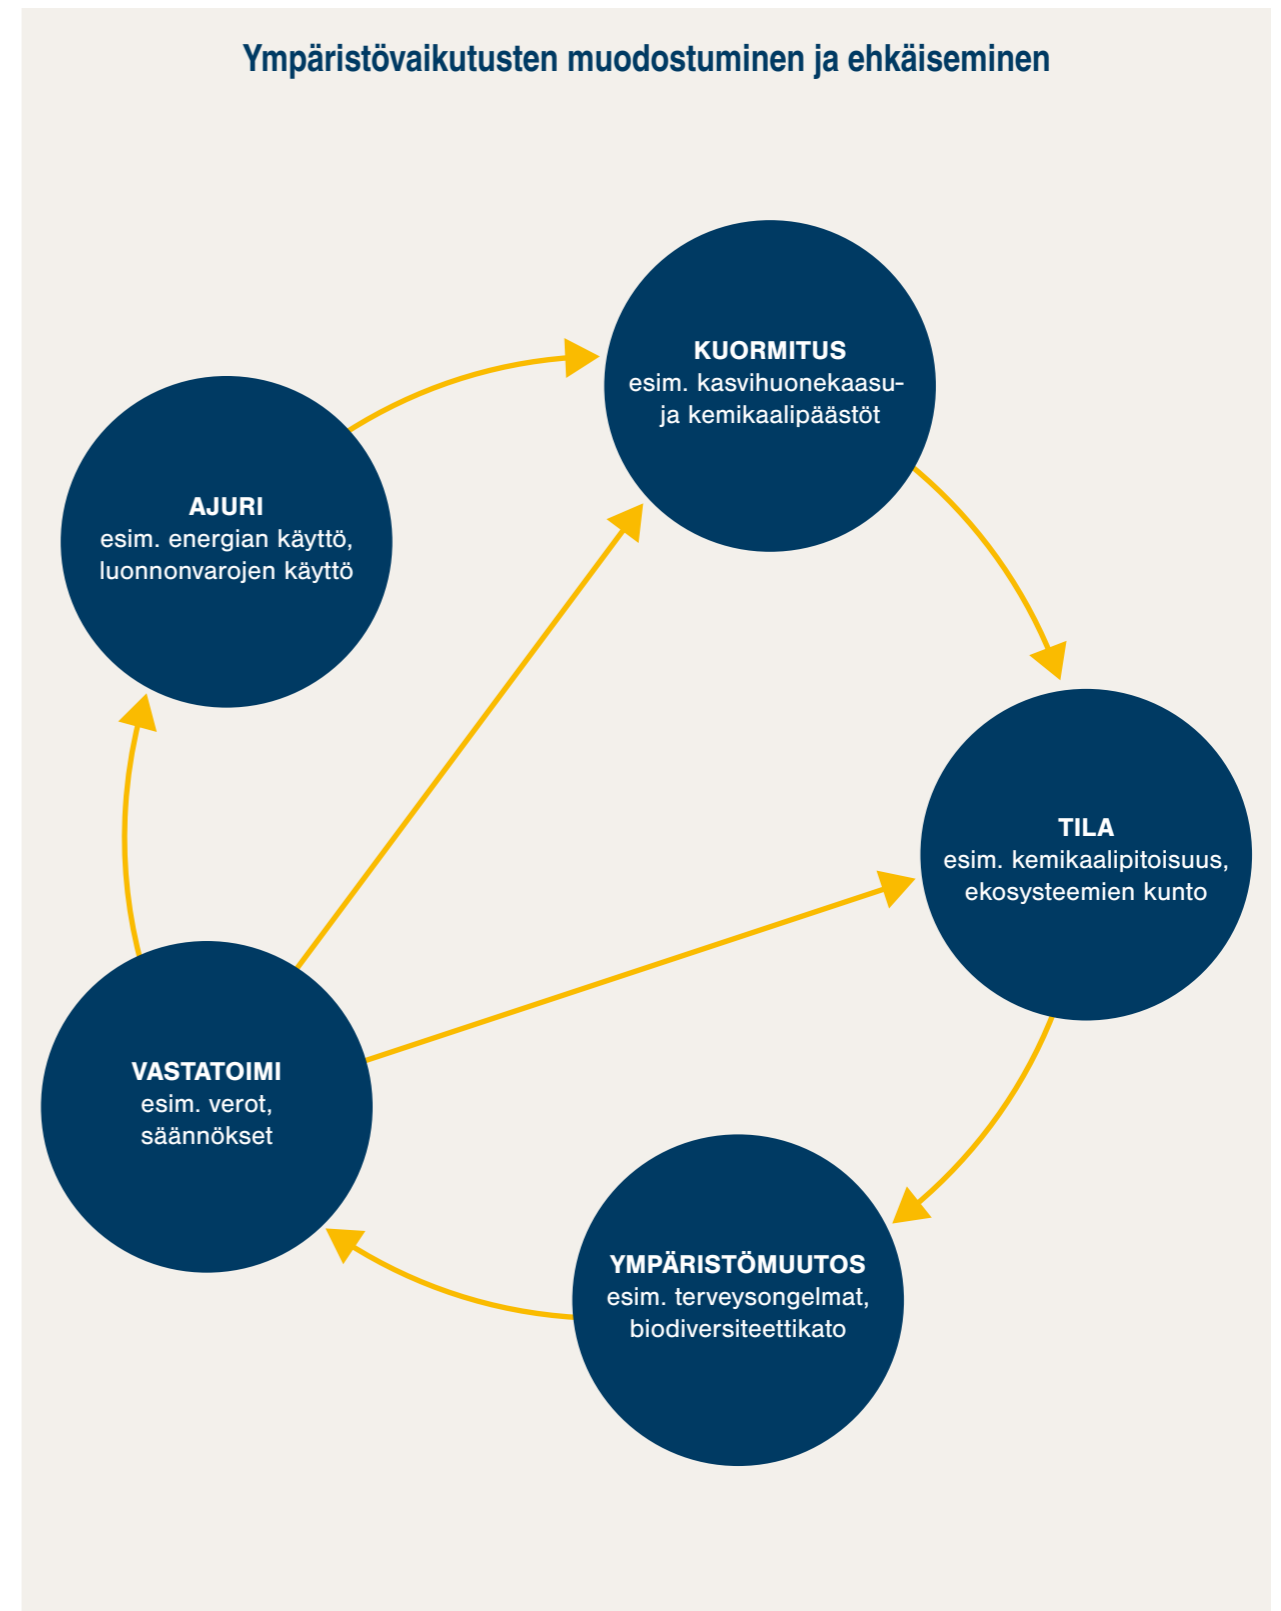 Ympäristövaikutusten muodostuminen ja ehkäiseminen
KUORMITUS
esim. kasvihuonekaasu-
ja kemikaalipäästöt
AJURI
esim. energian käyttö,
luonnonvarojen käyttö
TILA
esim. kemikaalipitoisuus,
ekosysteemien kunto
VASTATOIMI
esim. verot,
säännökset
YMPÄRISTÖMUUTOS
esim. terveysongelmat,
biodiversiteettikato